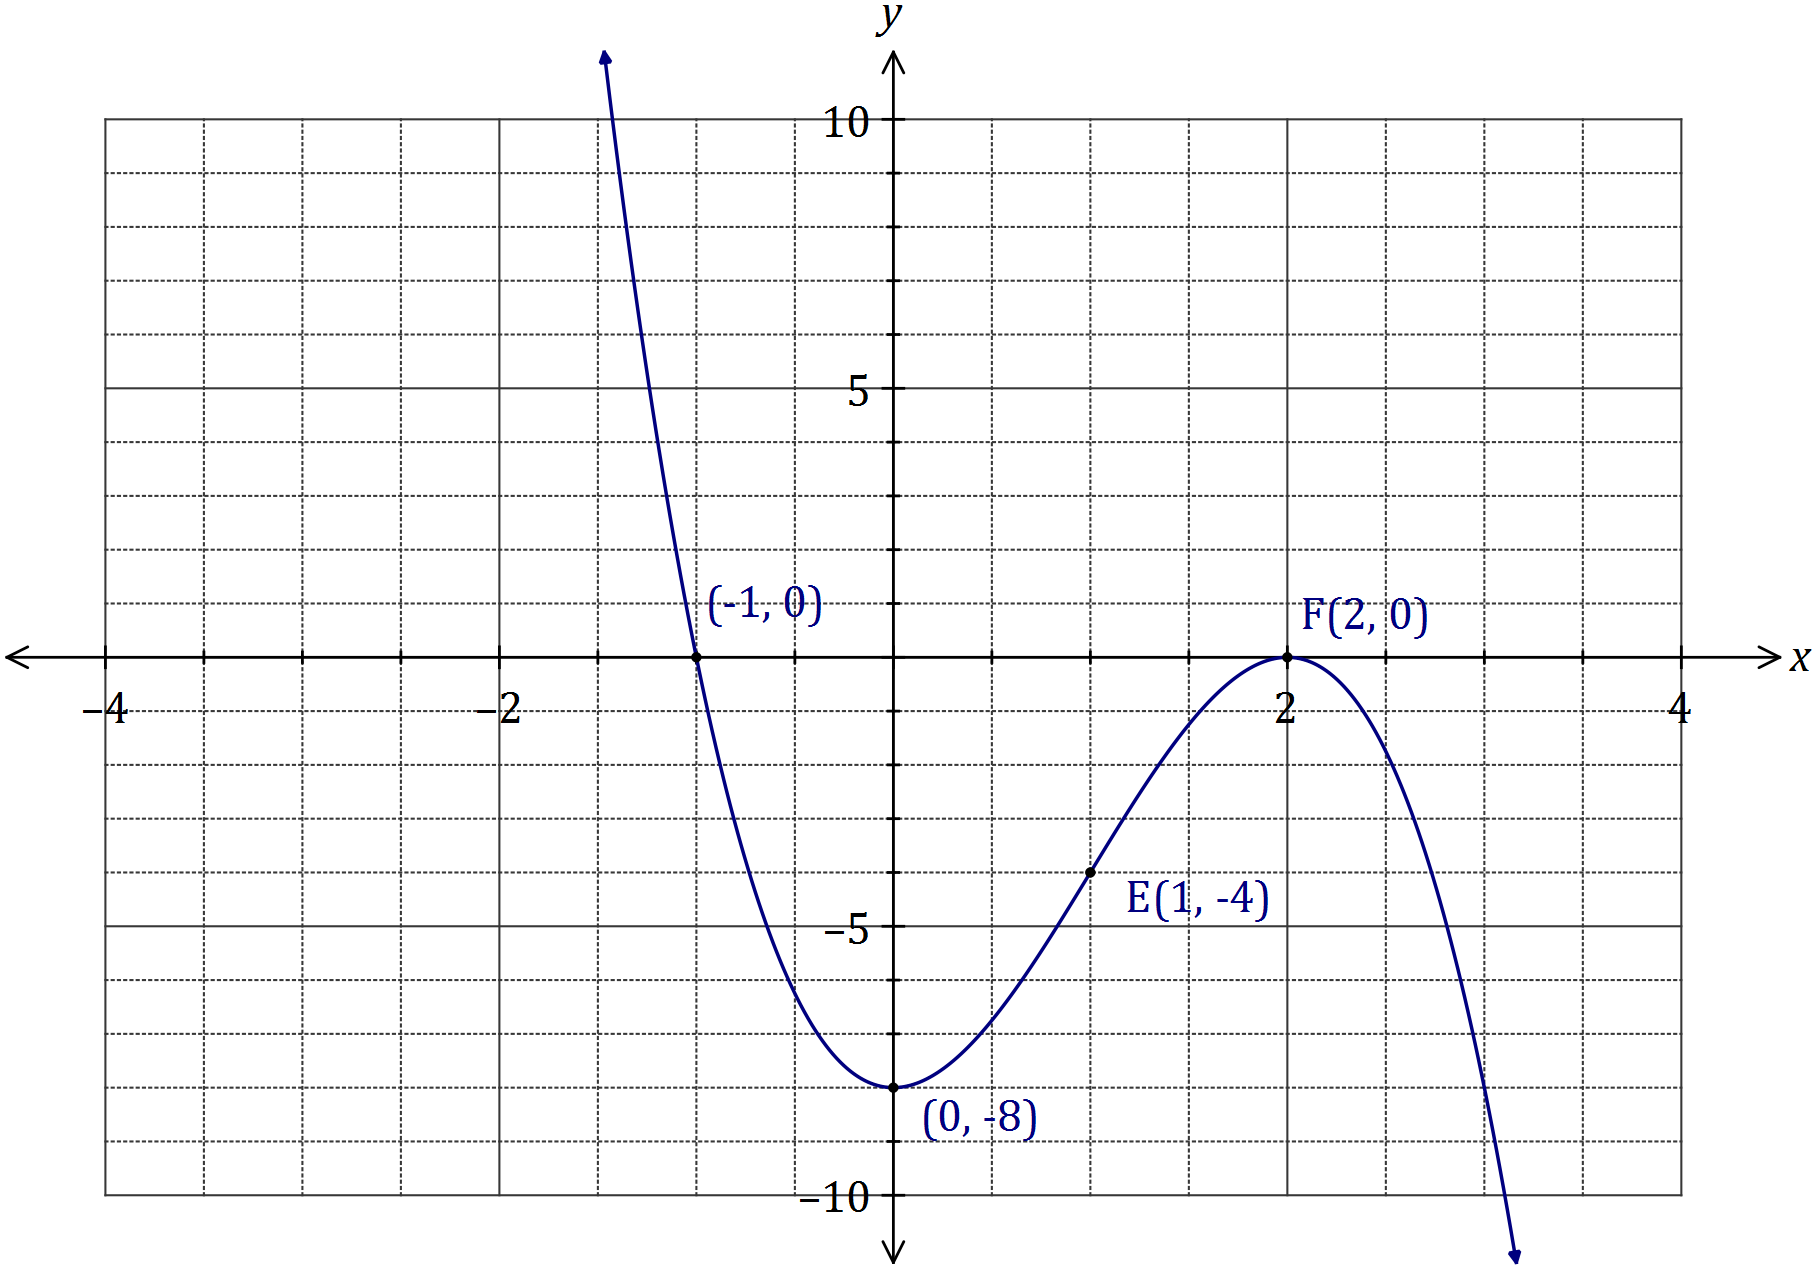 y
10
5
(-1, 0)
F(2, 0)
x
−4
−2
2
4
E(1, -4)
−5
(0, -8)
−10